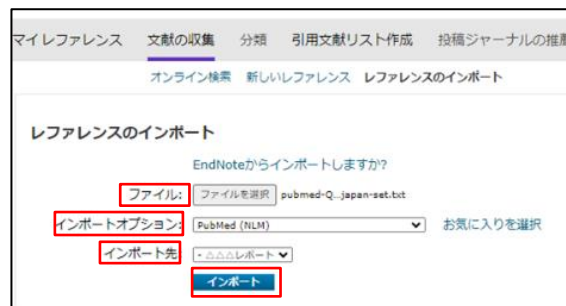 マイレファレンス 文献の収集 分類 引用文献リスト作成 投稿ジャーナルの推薦
オンライン検索 新しいレファレンス レファレンスのインポート
レファレンスのインポート
EndNoteからインポートしますか?
ファイル: ファイルを選択 pubmed-Q...japan-set.txt
インポートオプション: PubMed (NLM) お気に入りを選択
インポート先 - △△△レポート
インポート